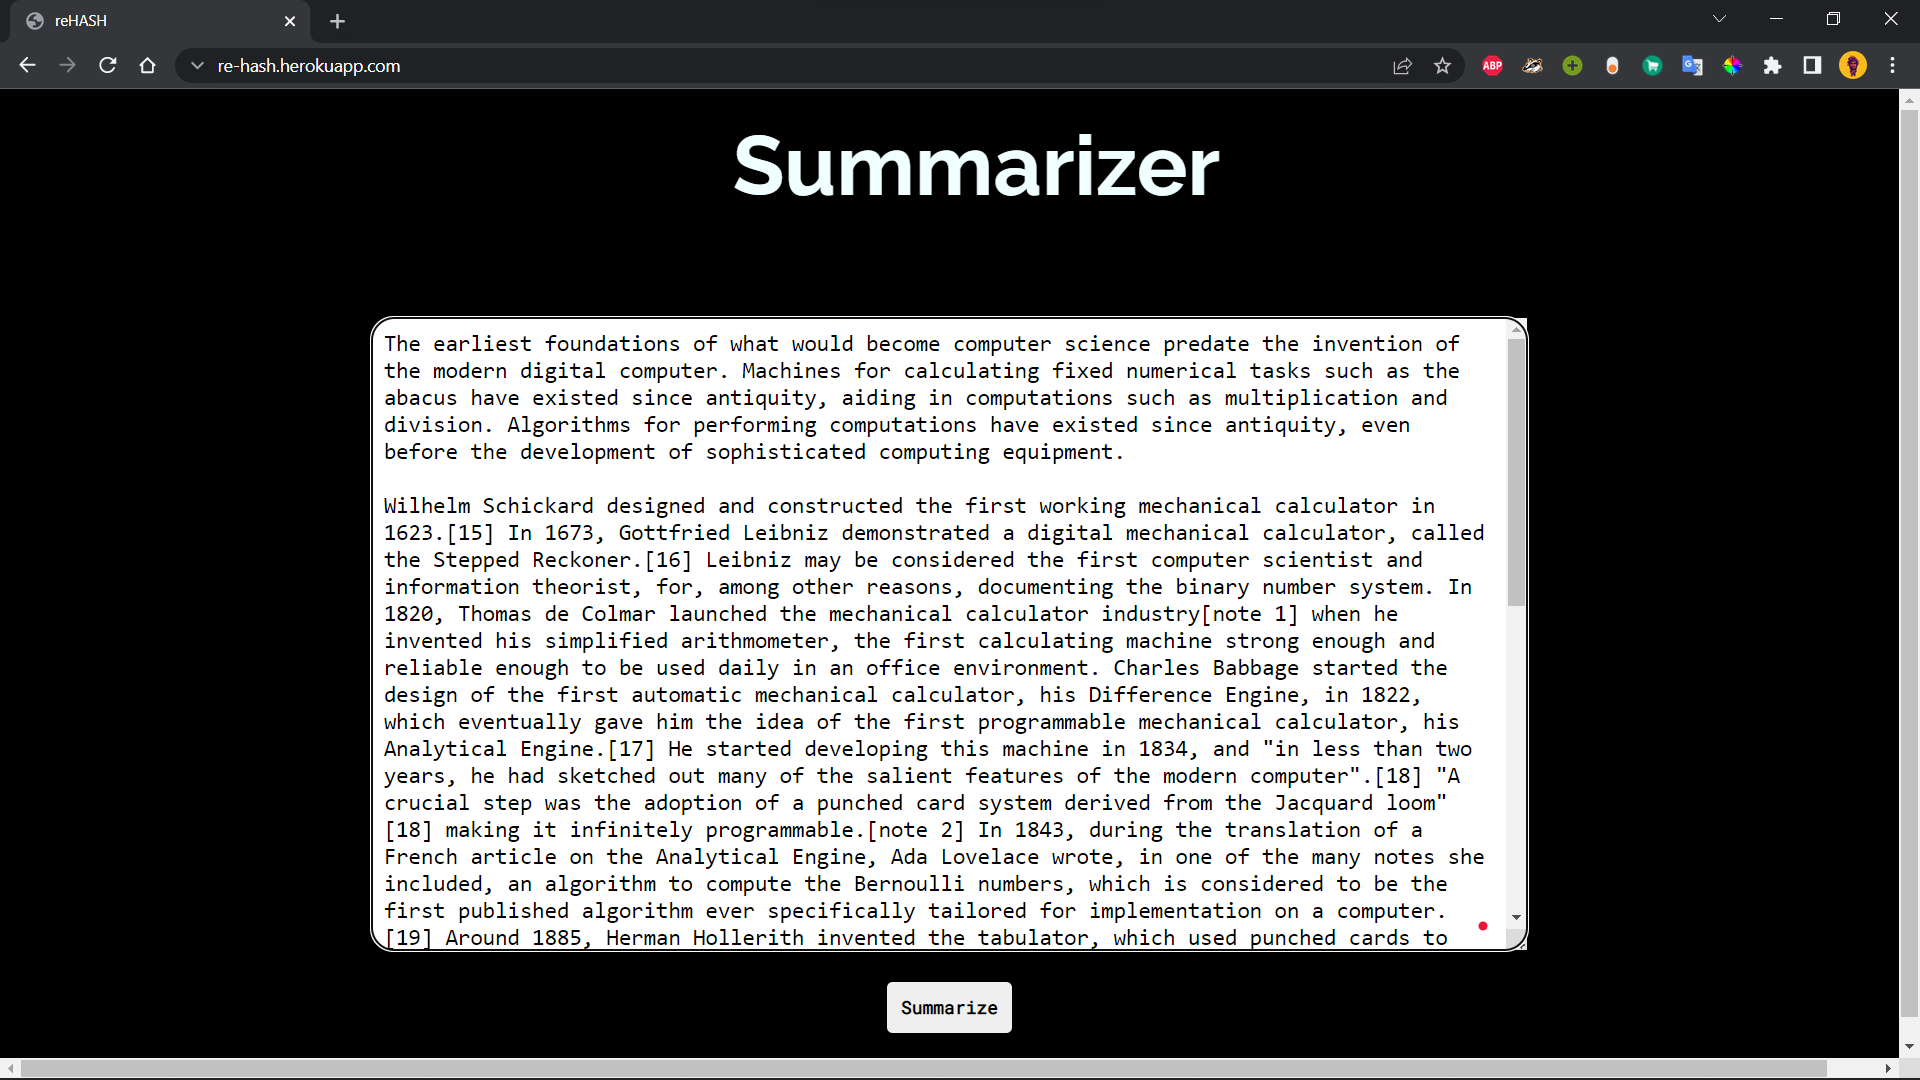 reHASH
re-hash.herokuapp.com
ABP
Summarizer
The earliest foundations of what would become computer science predate the invention of
the modern digital computer. Machines for calculating fixed numerical tasks such as the
abacus have existed since antiquity, aiding in computations such as multiplication and
division. Algorithms for performing computations have existed since antiquity, even
before the development of sophisticated computing equipment.
Wilhelm Schickard designed and constructed the first working mechanical calculator in
1623.[15] In 1673, Gottfried Leibniz demonstrated a digital mechanical calculator, called
the Stepped Reckoner.[16] Leibniz may be considered the first computer scientist and
information theorist, for, among other reasons, documenting the binary number system. In
1820, Thomas de Colmar launched the mechanical calculator industry[note 1] when he
invented his simplified arithmometer, the first calculating machine strong enough and
reliable enough to be used daily in an office environment. Charles Babbage started the
design of the first automatic mechanical calculator, his Difference Engine, in 1822,
which eventually gave him the idea of the first programmable mechanical calculator, his
Analytical Engine.[17] He started developing this machine in 1834, and "in less than two
years, he had sketched out many of the salient features of the modern computer".[18] "A
crucial step was the adoption of a punched card system derived from the Jacquard loom"
[18] making it infinitely programmable.[note 2] In 1843, during the translation of a
French article on the Analytical Engine, Ada Lovelace wrote, in one of the many notes she
included, an algorithm to compute the Bernoulli numbers, which is considered to be the
first published algorithm ever specifically tailored for implementation on a computer.
[19] Around 1885, Herman Hollerith invented the tabulator, which used punched cards to
Summarize